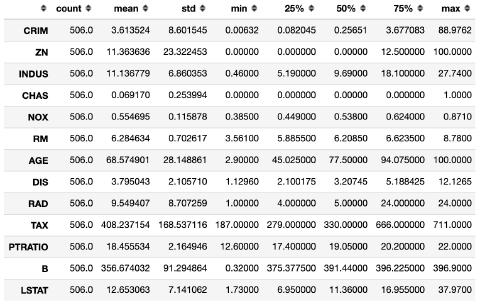 count mean std min 25% 50% 75% max
CRIM 506.0 3.613524 8.601545 0.00632 0.082045 0.25651 3.677083 88.9762
ZN 506.0 11.363636 23.322453 0.00000 0.000000 0.00000 12.500000 100.0000
INDUS 506.0 11.136779 6.860353 0.46000 5.190000 9.69000 18.100000 27.7400
CHAS 506.0 0.069170 0.253994 0.00000 0.000000 0.00000 0.000000 1.0000
NOX 506.0 0.554695 0.115878 0.38500 0.449000 0.53800 0.624000 0.8710
RM 506.0 6.284634 0.702617 3.56100 5.885500 6.20850 6.623500 8.7800
AGE 506.0 68.574901 28.148861 2.90000 45.025000 77.50000 94.075000 100.0000
DIS 506.0 3.795043 2.105710 1.12960 2.100175 3.20745 5.188425 12.1265
RAD 506.0 9.549407 8.707259 1.00000 4.000000 5.00000 24.000000 24.0000
TAX 506.0 408.237154 168.537116 187.00000 279.000000 330.00000 666.000000 711.0000
PTRATIO 506.0 18.455534 2.164946 12.60000 17.400000 19.05000 20.200000 22.0000
B 506.0 356.674032 91.294864 0.32000 375.377500 391.44000 396.225000 396.9000
LSTAT 506.0 12.653063 7.141062 1.73000 6.950000 11.36000 16.955000 37.9700